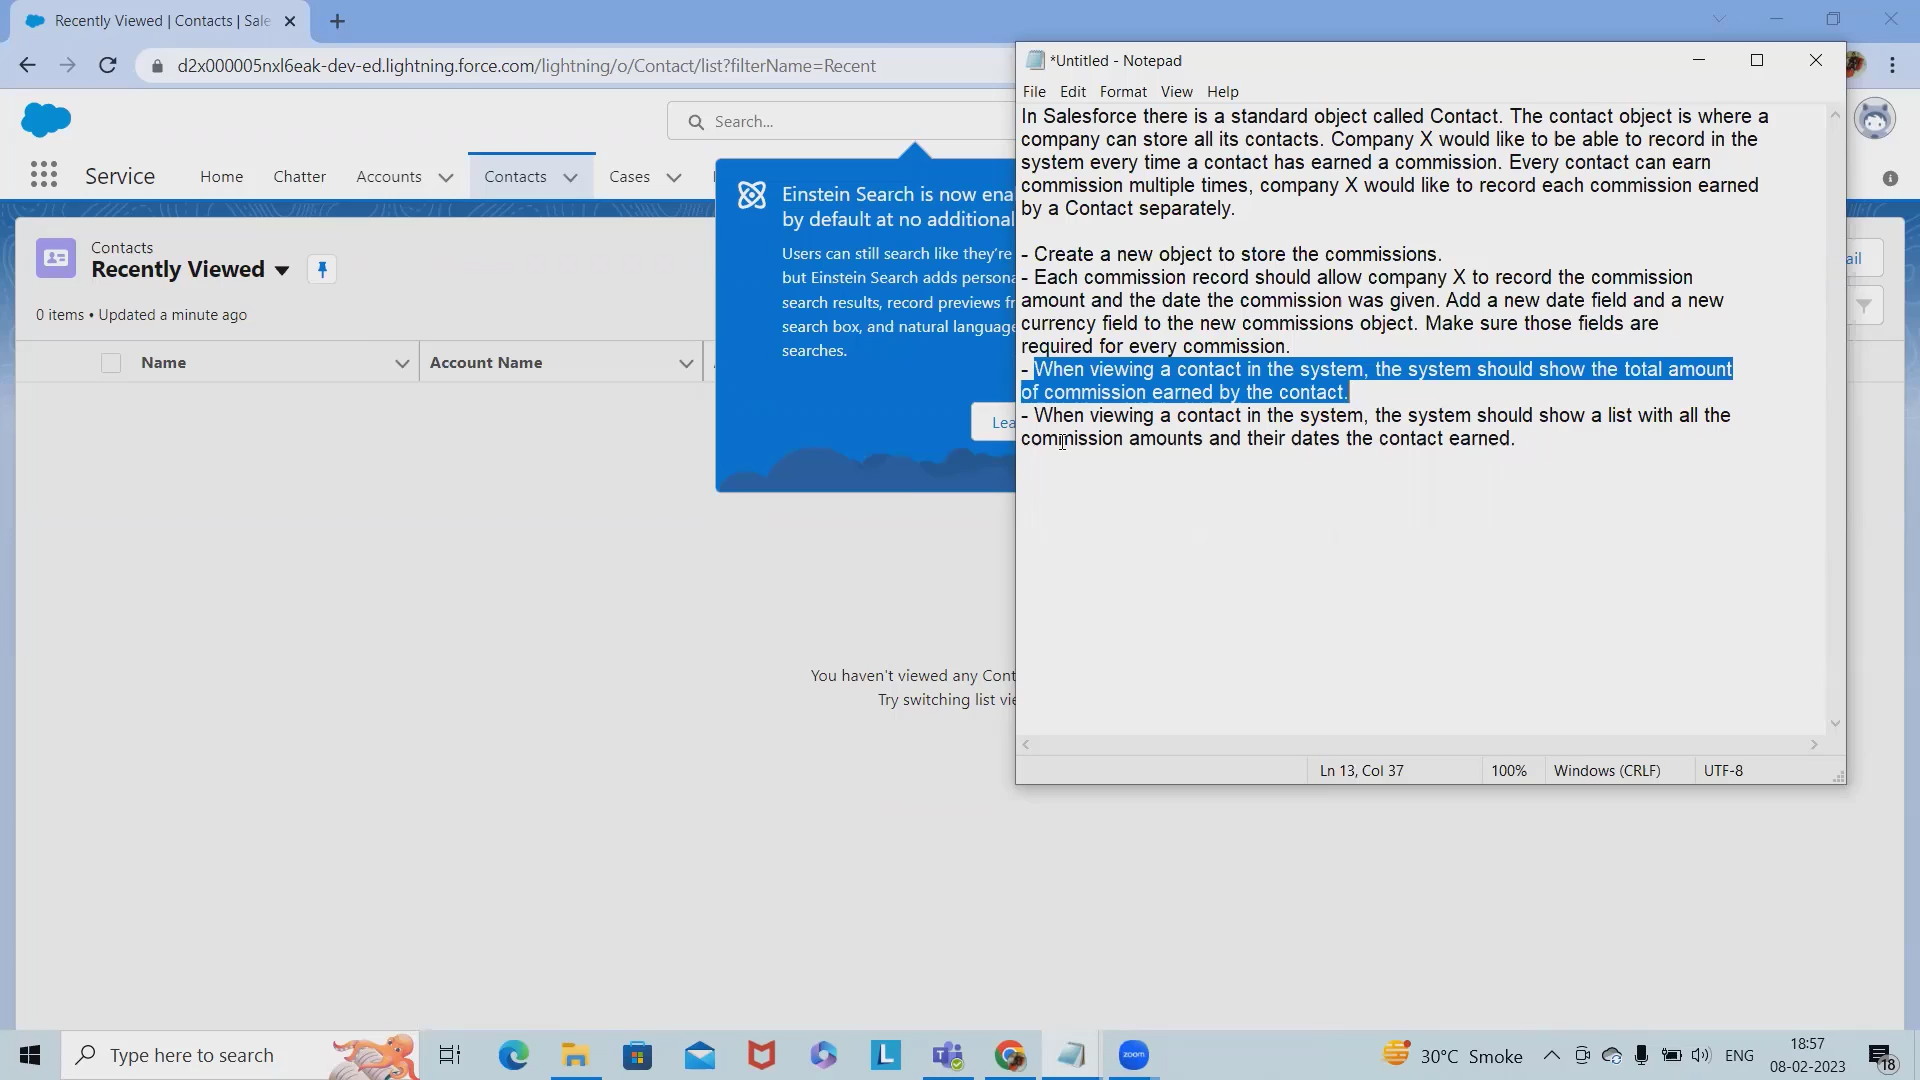 Recently Viewed | Contacts | Sale
d2x000005nxl6eak-dev-ed.lightning.force.com/lightning/o/Contact/list?filterName=Recent
Search...
Service
Home
Chatter
Accounts
Contacts
Cases
Contacts
Recently Viewed
0 items • Updated a minute ago
Name
Account Name
Einstein Search is now ena
by default at no additional
Users can still search like they're
but Einstein Search adds persona
search results, record previews fr
search box, and natural language
searches.
Lea
You haven't viewed any Cont
Try switching list vie
ail
*Untitled - Notepad
File Edit Format View Help
In Salesforce there is a standard object called Contact. The contact object is where a
company can store all its contacts. Company X would like to be able to record in the
system every time a contact has earned a commission. Every contact can earn
commission multiple times, company X would like to record each commission earned
by a Contact separately.
- Create a new object to store the commissions.
- Each commission record should allow company X to record the commission
amount and the date the commission was given. Add a new date field and a new
currency field to the new commissions object. Make sure those fields are
required for every commission.
- When viewing a contact in the system, the system should show the total amount
of commission earned by the contact.
- When viewing a contact in the system, the system should show a list with all the
commission amounts and their dates the contact earned.
Ln 13, Col 37
100%
Windows (CRLF)
UTF-8
Type here to search
L
zoom
30°C Smoke
ENG
18:57
08-02-2023
18